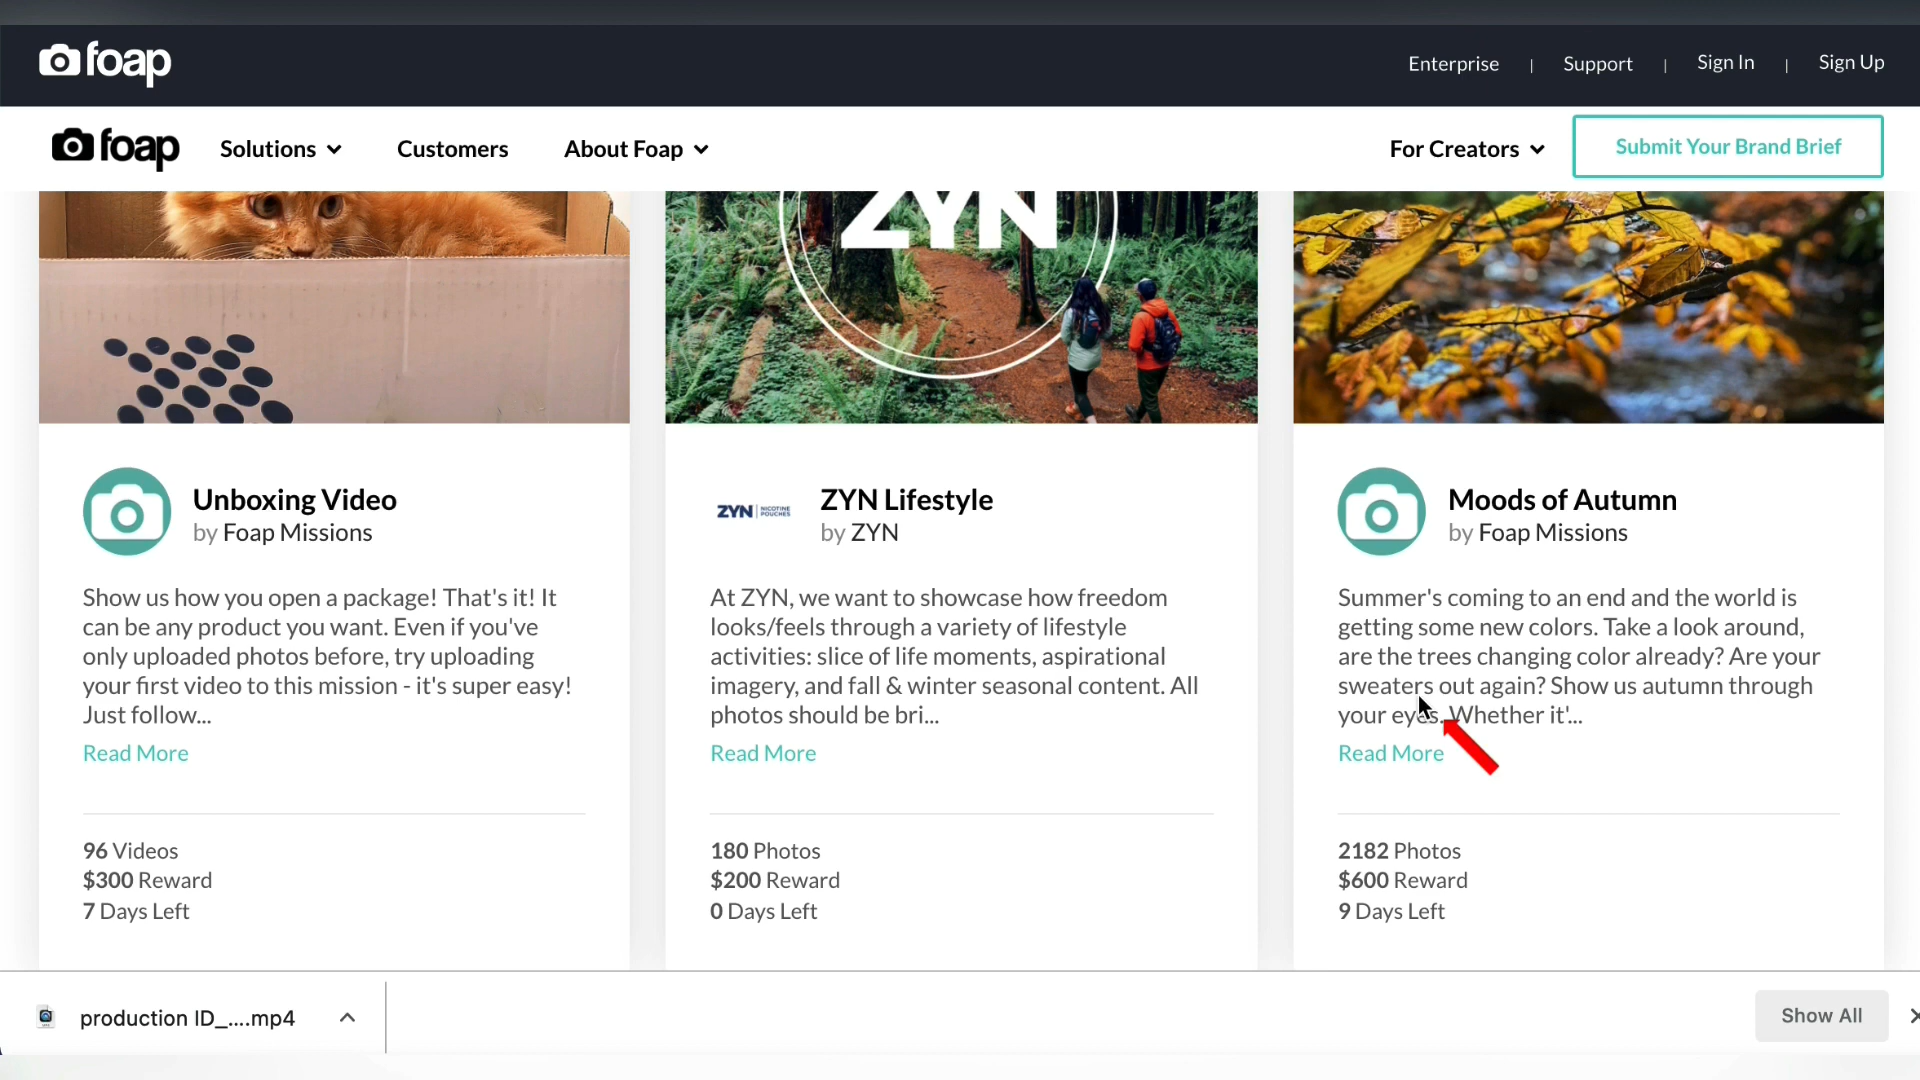 foap
Enterprise | Support | Sign In | Sign Up
foap Solutions Customers About Foap For Creators Submit Your Brand Brief
ZYN
Unboxing Video
by Foap Missions
Show us how you open a package! That's it! It
can be any product you want. Even if you've
only uploaded photos before, try uploading
your first video to this mission - it's super easy!
Just follow...
Read More
96 Videos
$300 Reward
7 Days Left
ZYN NICOTINE POUCHES
ZYN Lifestyle
by ZYN
At ZYN, we want to showcase how freedom
looks/feels through a variety of lifestyle
activities: slice of life moments, aspirational
imagery, and fall & winter seasonal content. All
photos should be bri...
Read More
180 Photos
$200 Reward
0 Days Left
Moods of Autumn
by Foap Missions
Summer's coming to an end and the world is
getting some new colors. Take a look around,
are the trees changing color already? Are your
sweaters out again? Show us autumn through
your eyes. Whether it'...
Read More
2182 Photos
$600 Reward
9 Days Left
production ID_....mp4
Show All